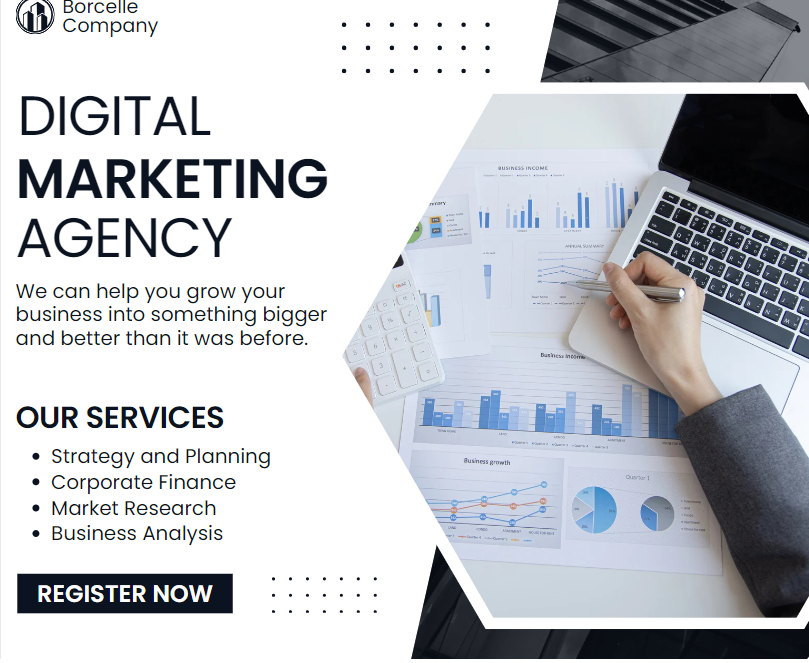 Borcelle
Company
DIGITAL
MARKETING
AGENCY
We can help you grow your
business into something bigger
and better than it was before.
OUR SERVICES
Strategy and Planning
Corporate Finance
Market Research
Business Analysis
REGISTER NOW
BUSINESS INCOME
Business Income
Business growth
Quarter 1